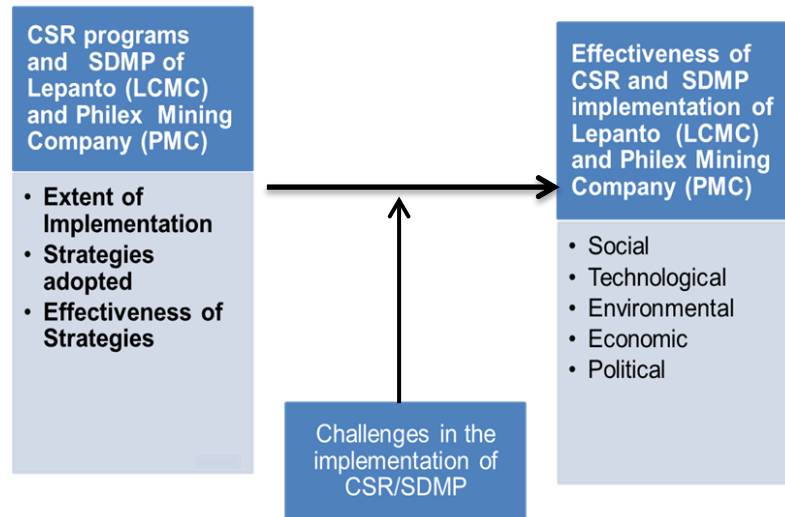 CSR programs
and SDMP of
Lepanto (LCMC)
and Philex Mining
Company (PMC)
• Extent of
Implementation
• Strategies
adopted
• Effectiveness of
Strategies
Challenges in the
implementation of
CSR/SDMP
Effectiveness of
CSR and SDMP
implementation of
Lepanto (LCMC)
and Philex Mining
Company (PMC)
• Social
• Technological
• Environmental
• Economic
• Political